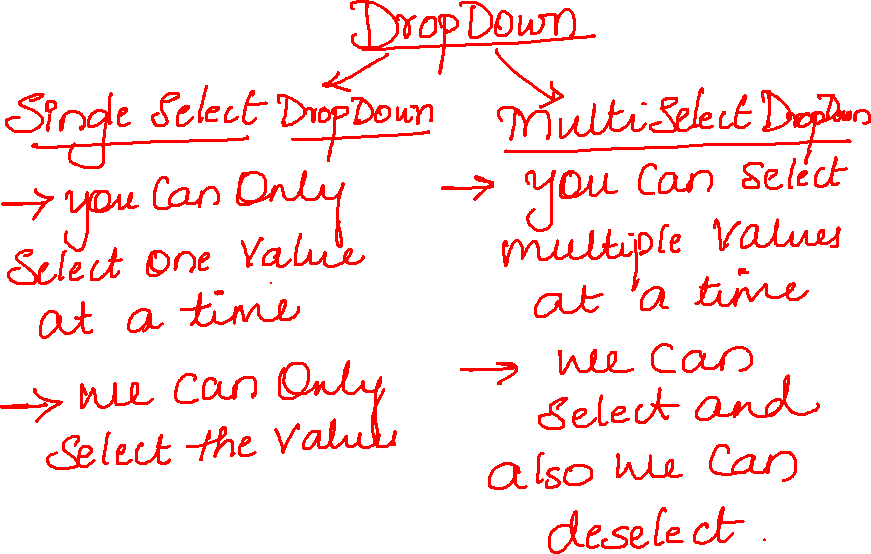 DropDown
Single Select DropDown
→ you Can Only
Select One Value
at a time
→ We Can Only
Select the Values
MultiSelect DropDown
→ you Can Select
multiple Values
at a time
→ We Can
Select and
also We Can
deselect.